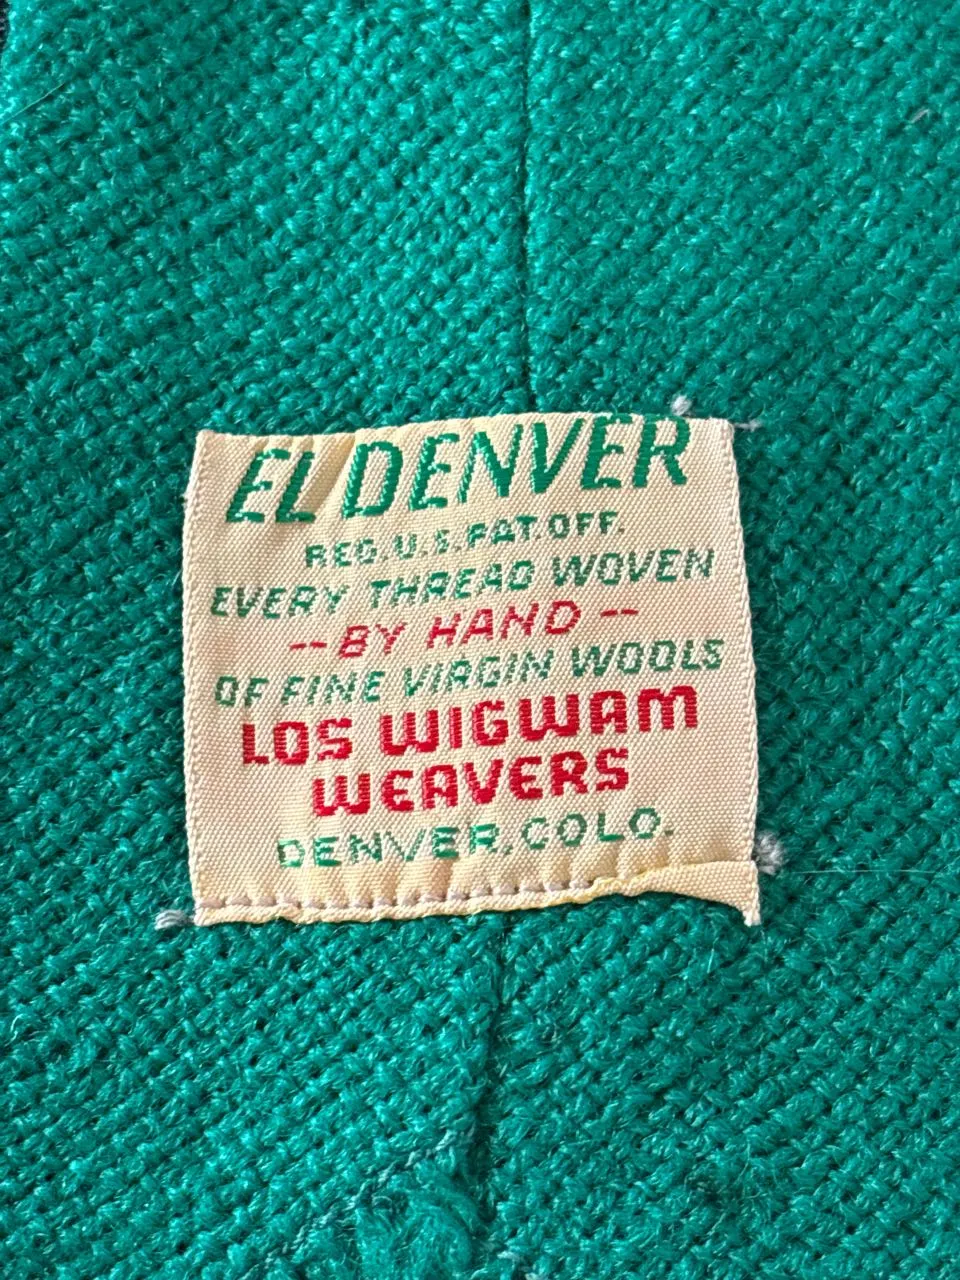 EL DENVER
REG. U.S. PAT. OFF.
EVERY THREAD WOVEN
-- BY HAND --
OF FINE VIRGIN WOOLS
LOS WIGWAM
WEAVERS
DENVER, COLO.